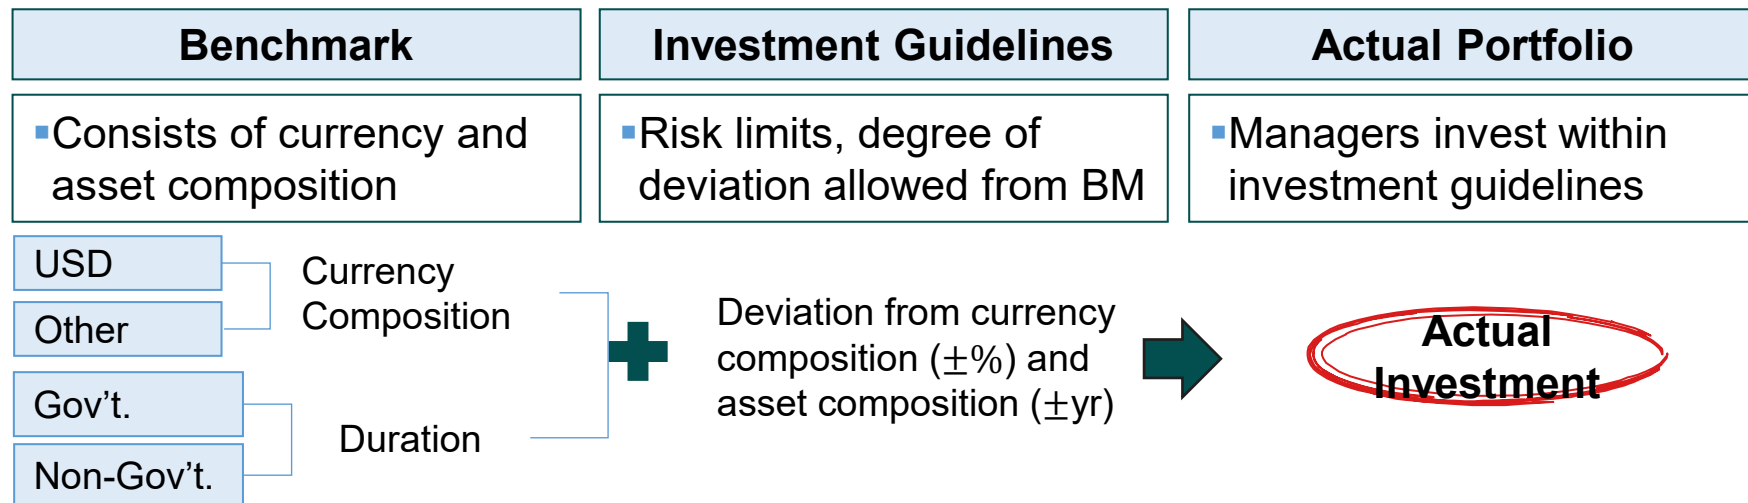 Benchmark
Investment Guidelines
Actual Portfolio
▪Consists of currency and
asset composition
▪Risk limits, degree of
deviation allowed from BM
▪Managers invest within
investment guidelines
USD
Other
Currency
Composition
Gov’t.
Non-Gov’t.
Duration
Deviation from currency
composition (±%) and
asset composition (±yr)
Actual
Investment